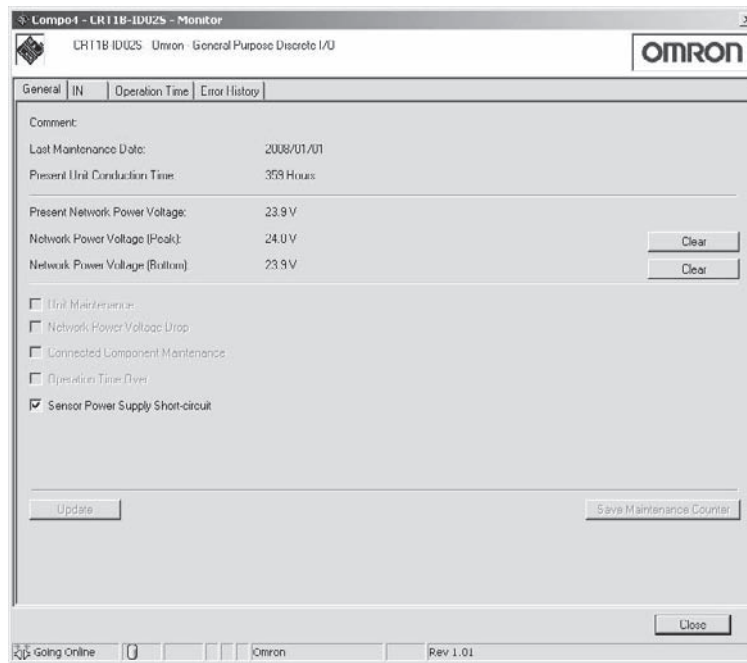 Compo4 - CRT1B-ID02S - Monitor
CRT1B-ID02S Omron - General Purpose Discrete I/O
OMRON
General IN Operation Time Error History
Comment:
Last Maintenance Date: 2008/01/01
Present Unit Conduction Time 359 Hours
Present Network Power Voltage: 23.9 V
Network Power Voltage (Peak): 24.0 V Clear
Network Power Voltage (Bottom) 23.9 V Clear
Unit Maintenance
Network Power Voltage Drop
Connected Component Maintenance
Operation Time Over
Sensor Power Supply Short-circuit
Update Save Maintenance Counter
Close
Going Online Omron Rev 1.01